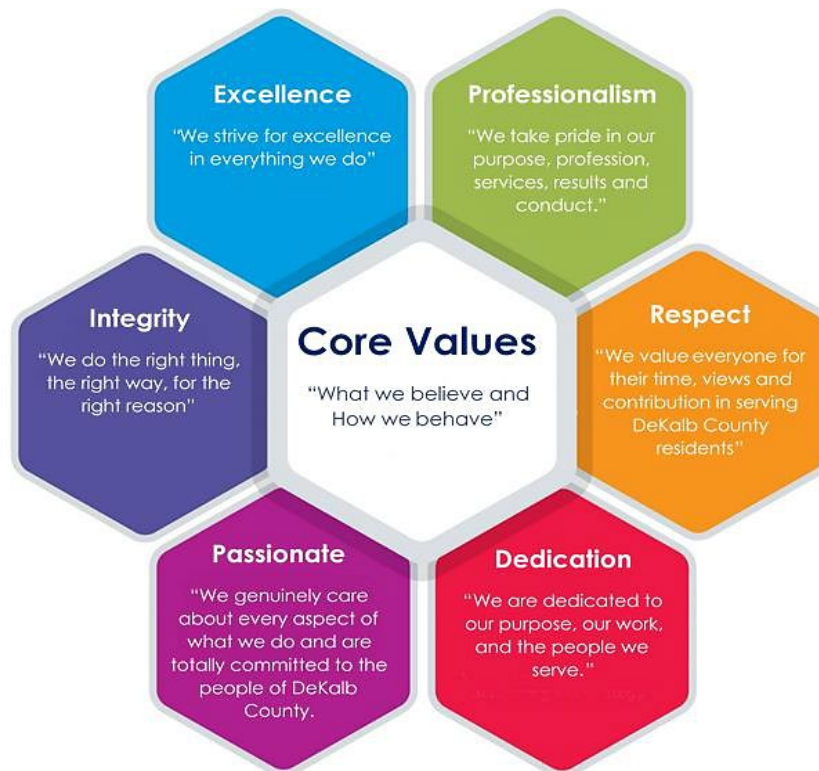 Excellence
"We strive for excellence
in everything we do"
Professionalism
"We take pride in our
purpose, profession,
services, results and
conduct."
Integrity
"We do the right thing,
the right way, for the
right reason"
Core Values
"What we believe and
How we behave"
Respect
"We value everyone for
their time, views and
contribution in serving
DeKalb County
residents"
Passionate
"We genuinely care
about every aspect of
what we do and are
totally committed to the
people of DeKalb
County.
Dedication
"We are dedicated to
our purpose, our work,
and the people we
serve."